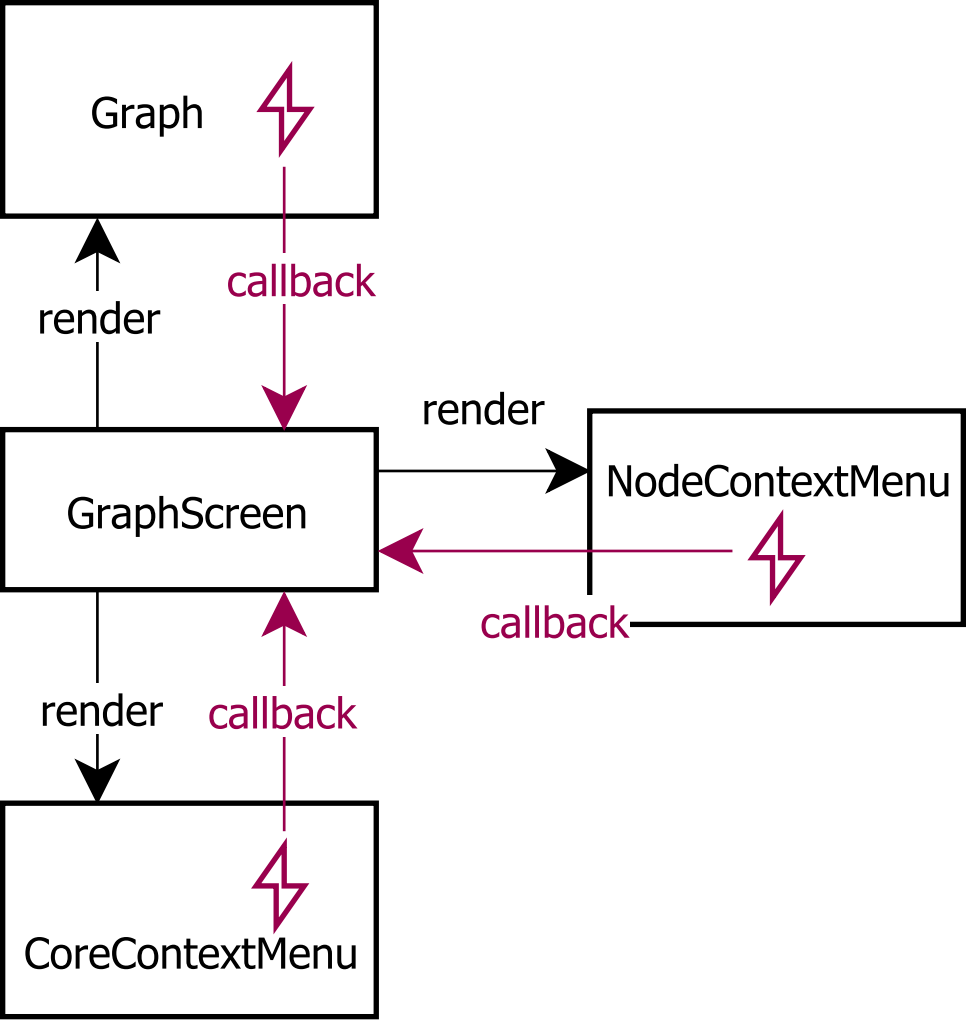 Graph
callback
render
render
NodeContextMenu
GraphScreen
callback
render
callback
CoreContextMenu